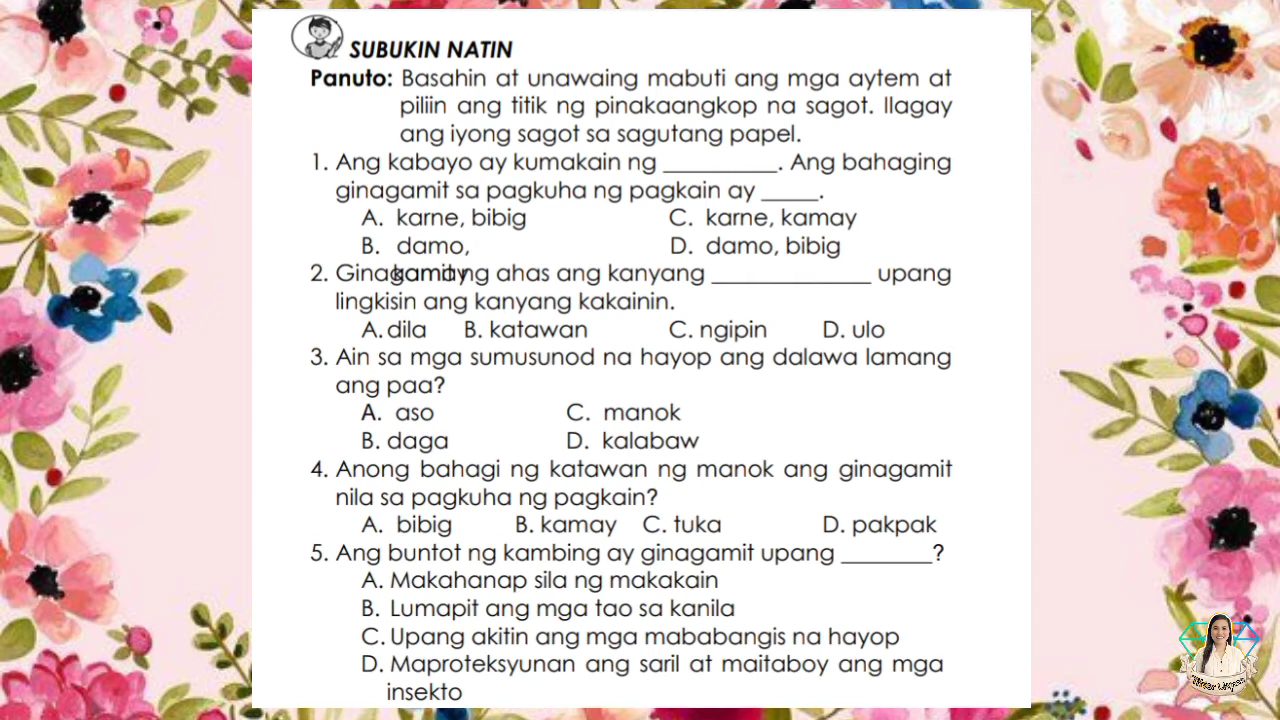 SUBUKIN NATIN
Panuto: Basahin at unawaing mabuti ang mga aytem at
piliin ang titik ng pinakaangkop na sagot. Ilagay
ang iyong sagot sa sagutang papel.
1. Ang kabayo ay kumakain ng _________. Ang bahaging
ginagamit sa pagkuha ng pagkain ay _____.
A. karne, bibig C. karne, kamay
B. damo, D. damo, bibig
kamay
2. Ginagamit ng ahas ang kanyang _____________ upang
lingkisin ang kanyang kakainin.
A. dila B. katawan C. ngipin D. ulo
3. Ain sa mga sumusunod na hayop ang dalawa lamang
ang paa?
A. aso C. manok
B. daga D. kalabaw
4. Anong bahagi ng katawan ng manok ang ginagamit
nila sa pagkuha ng pagkain?
A. bibig B. kamay C. tuka D. pakpak
5. Ang buntot ng kambing ay ginagamit upang _______?
A. Makahanap sila ng makakain
B. Lumapit ang mga tao sa kanila
C. Upang akitin ang mga mababangis na hayop
D. Maproteksyunan ang saril at maitaboy ang mga
insekto